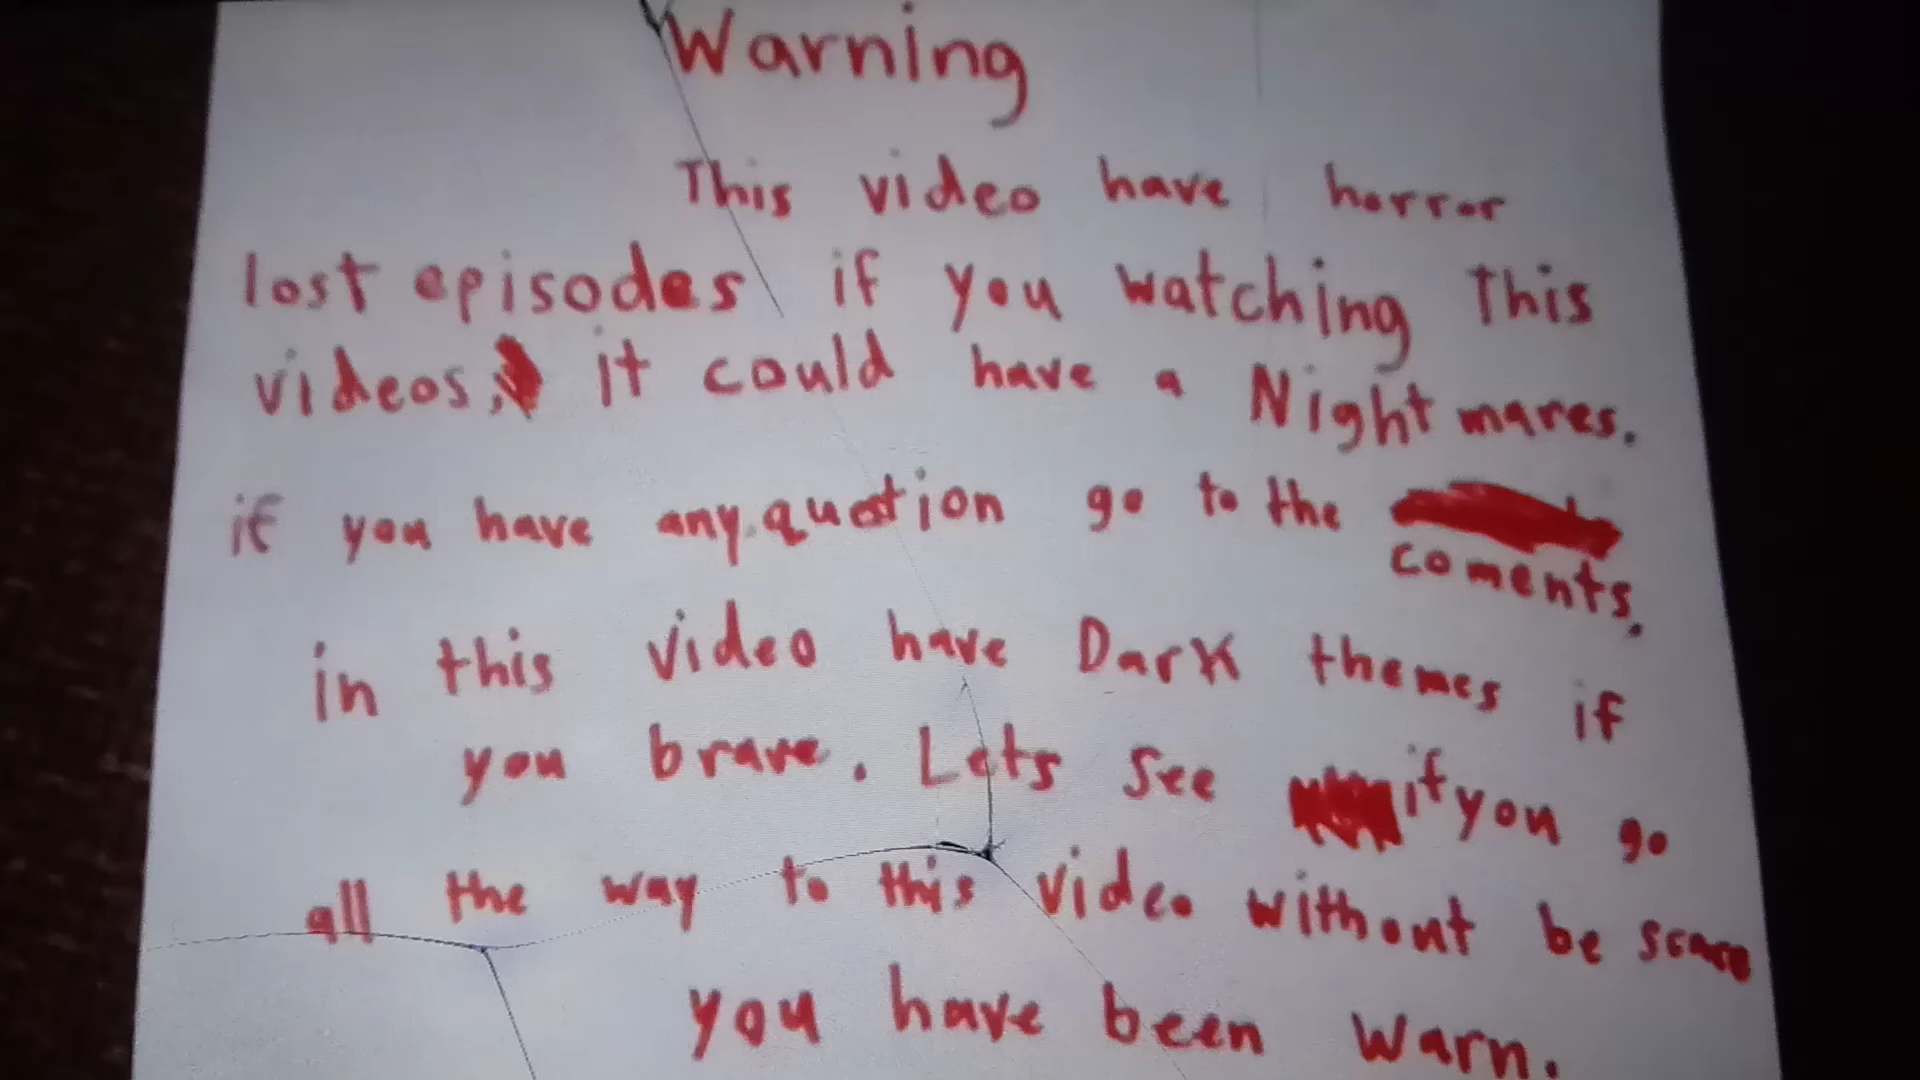 Warning
This video have horror
lost episodes if you watching This
videos, it could have a Nightmares.
if you have any question go to the
coments.
in this video have Dark themes if
you brave. Lets see if you go
all the way to this video without be scare
you have been warn.